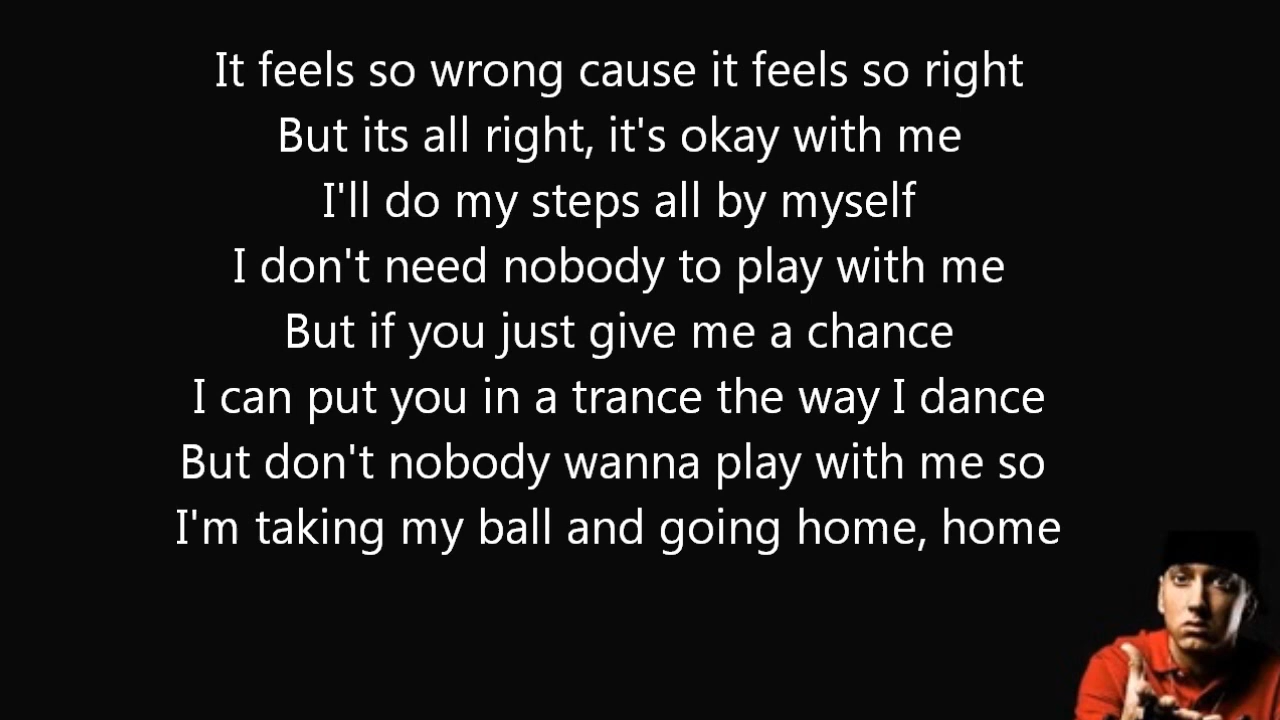 It feels so wrong cause it feels so right
But its all right, it's okay with me
I'll do my steps all by myself
I don't need nobody to play with me
But if you just give me a chance
I can put you in a trance the way I dance
But don't nobody wanna play with me so
I'm taking my ball and going home, home